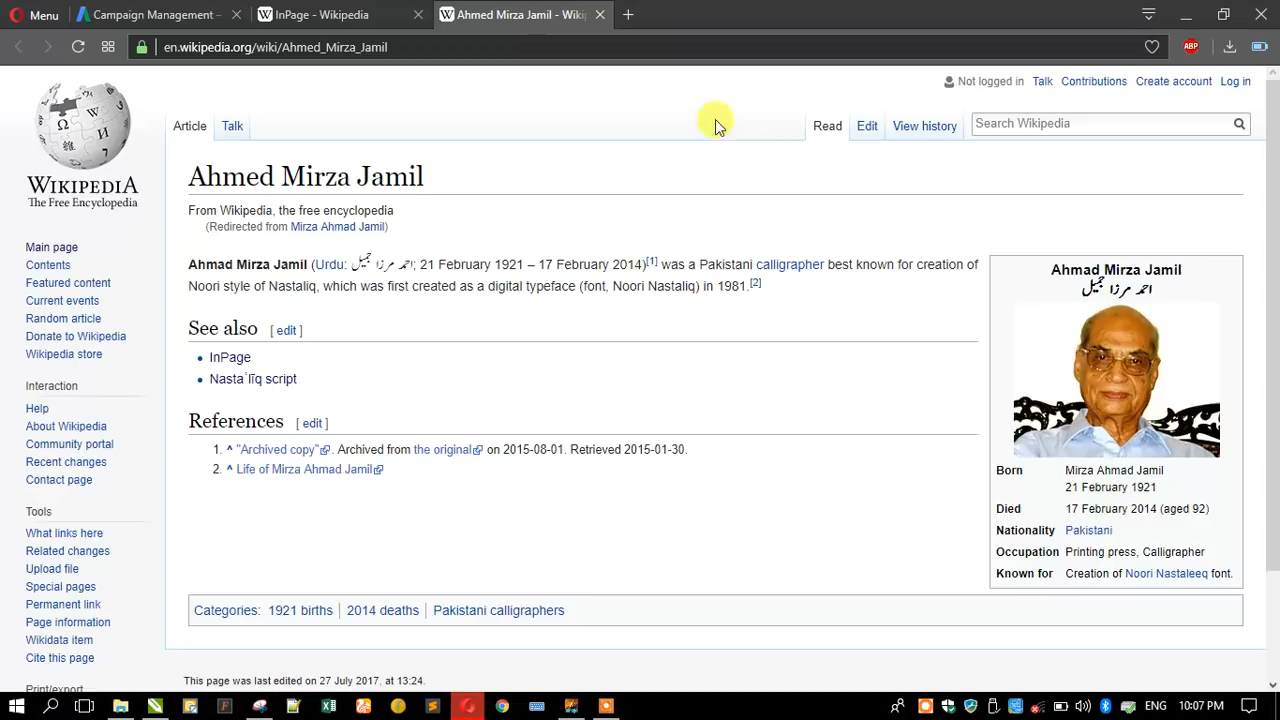 Menu
Campaign Management -
InPage - Wikipedia
Ahmed Mirza Jamil - Wiki
en.wikipedia.org/wiki/Ahmed_Mirza_Jamil
ABP
Not logged in Talk Contributions Create account Log in
Article Talk
Read Edit View history
Search Wikipedia
WIKIPEDIA
The Free Encyclopedia
Main page
Contents
Featured content
Current events
Random article
Donate to Wikipedia
Wikipedia store
Interaction
Help
About Wikipedia
Community portal
Recent changes
Contact page
Tools
What links here
Related changes
Upload file
Special pages
Permanent link
Page information
Wikidata item
Cite this page
Print/export
Ahmed Mirza Jamil
From Wikipedia, the free encyclopedia
(Redirected from Mirza Ahmad Jamil)
Ahmad Mirza Jamil (Urdu: احمد مرزا جمیل; 21 February 1921 – 17 February 2014)[1] was a Pakistani calligrapher best known for creation of
Noori style of Nastaliq, which was first created as a digital typeface (font, Noori Nastaliq) in 1981.[2]
See also [ edit ]
InPage
Nastaʿlīq script
References [ edit ]
1. ^ "Archived copy". Archived from the original on 2015-08-01. Retrieved 2015-01-30.
2. ^ Life of Mirza Ahmad Jamil
Ahmad Mirza Jamil
احمد مرزا جمیل
Born Mirza Ahmad Jamil
21 February 1921
Died 17 February 2014 (aged 92)
Nationality Pakistani
Occupation Printing press, Calligrapher
Known for Creation of Noori Nastaleeq font.
Categories: 1921 births | 2014 deaths | Pakistani calligraphers
This page was last edited on 27 July 2017, at 13:24.
ENG 10:07 PM